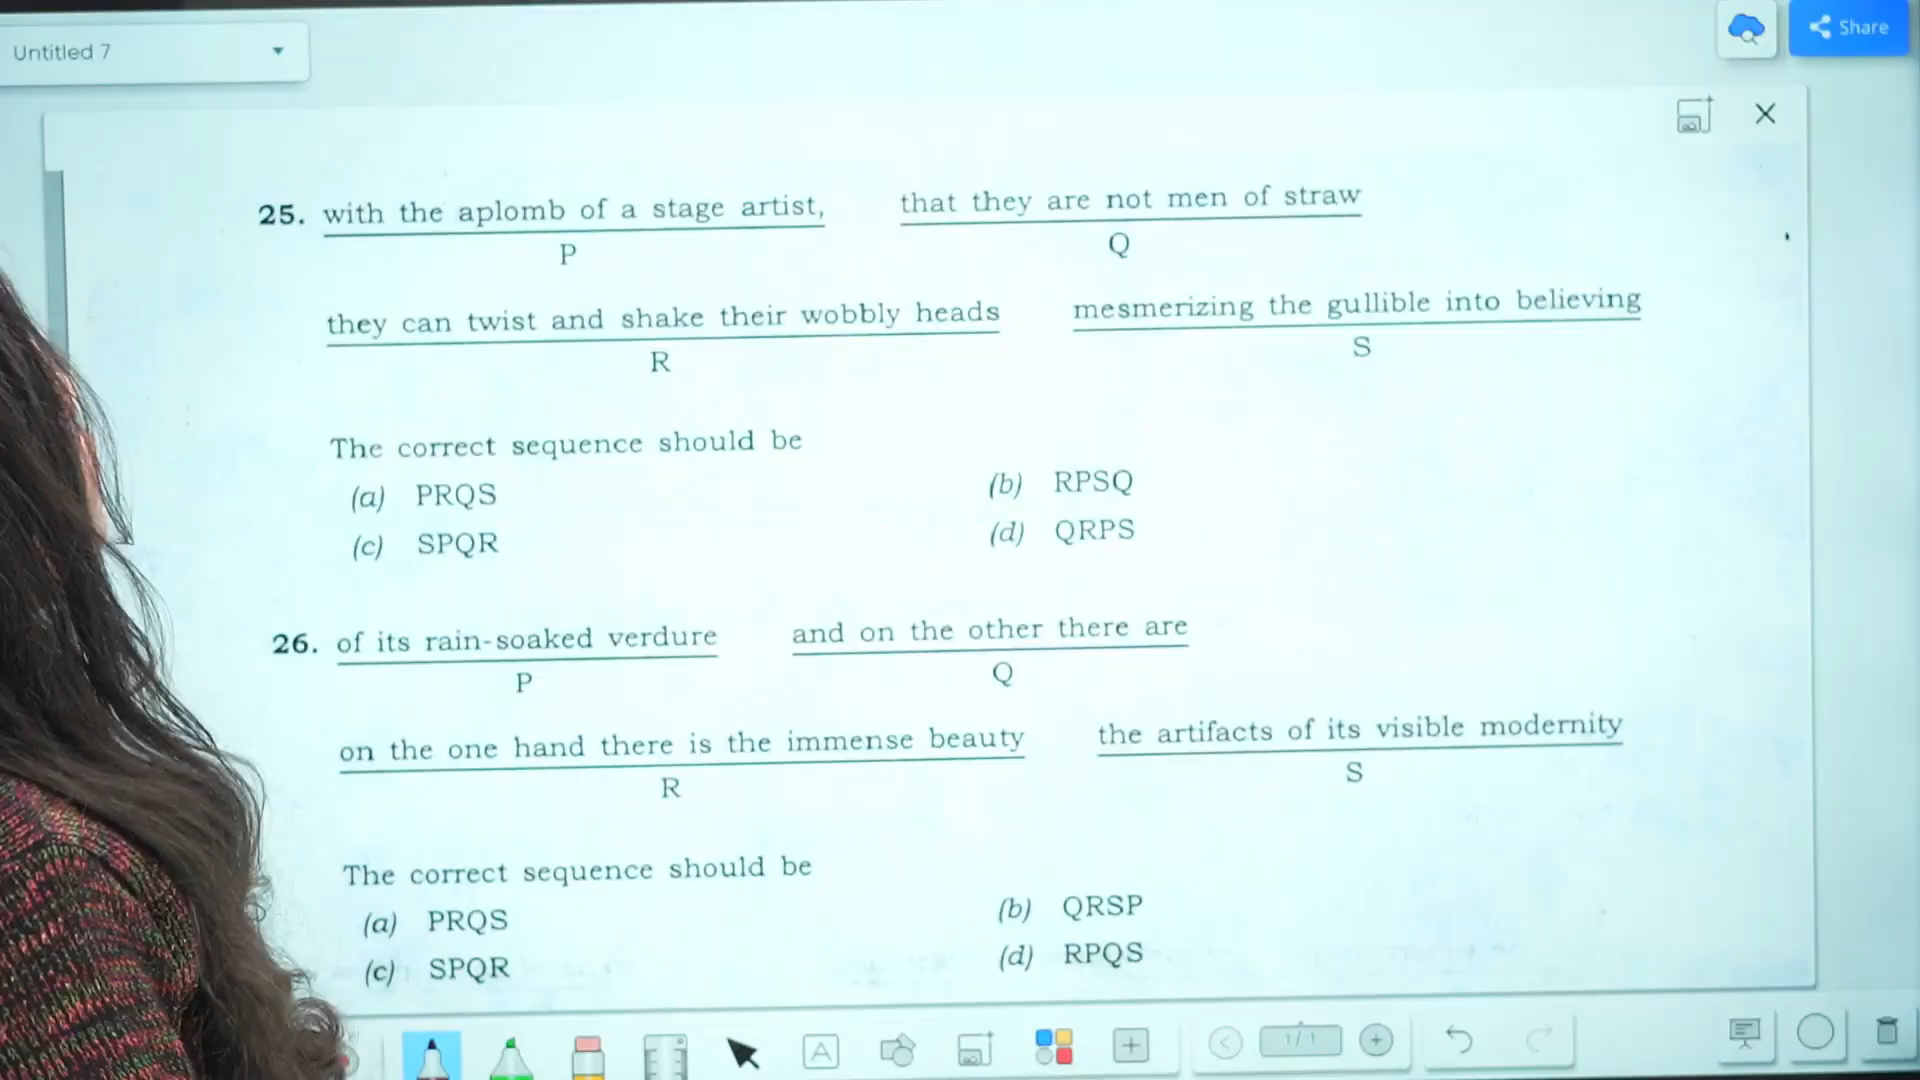 Untitled 7
Share
25. with the aplomb of a stage artist, that they are not men of straw
P Q
they can twist and shake their wobbly heads mesmerizing the gullible into believing
R S
The correct sequence should be
(a) PRQS (b) RPSQ
(c) SPQR (d) QRPS
26. of its rain-soaked verdure and on the other there are
P Q
on the one hand there is the immense beauty the artifacts of its visible modernity
R S
The correct sequence should be
(a) PRQS (b) QRSP
(c) SPQR (d) RPQS
A 1/1